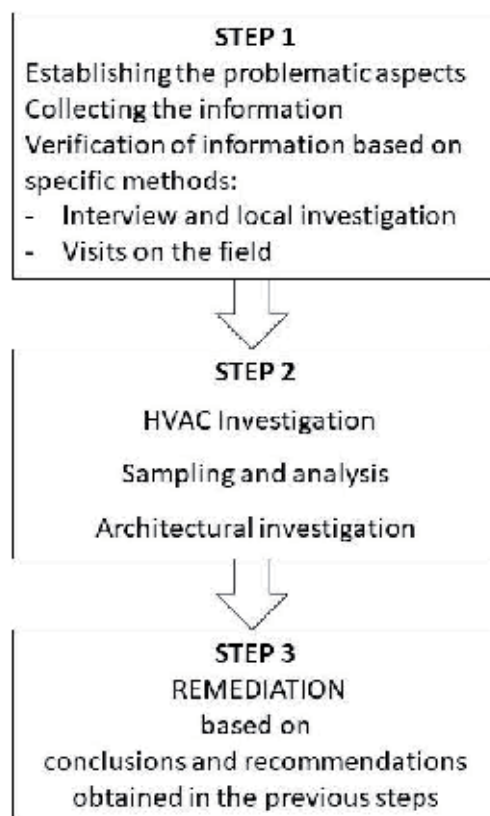 STEP 1
Establishing the problematic aspects
Collecting the information
Verification of information based on
specific methods:
- Interview and local investigation
- Visits on the field
STEP 2
HVAC Investigation
Sampling and analysis
Architectural investigation
STEP 3
REMEDIATION
based on
conclusions and recommendations
obtained in the previous steps